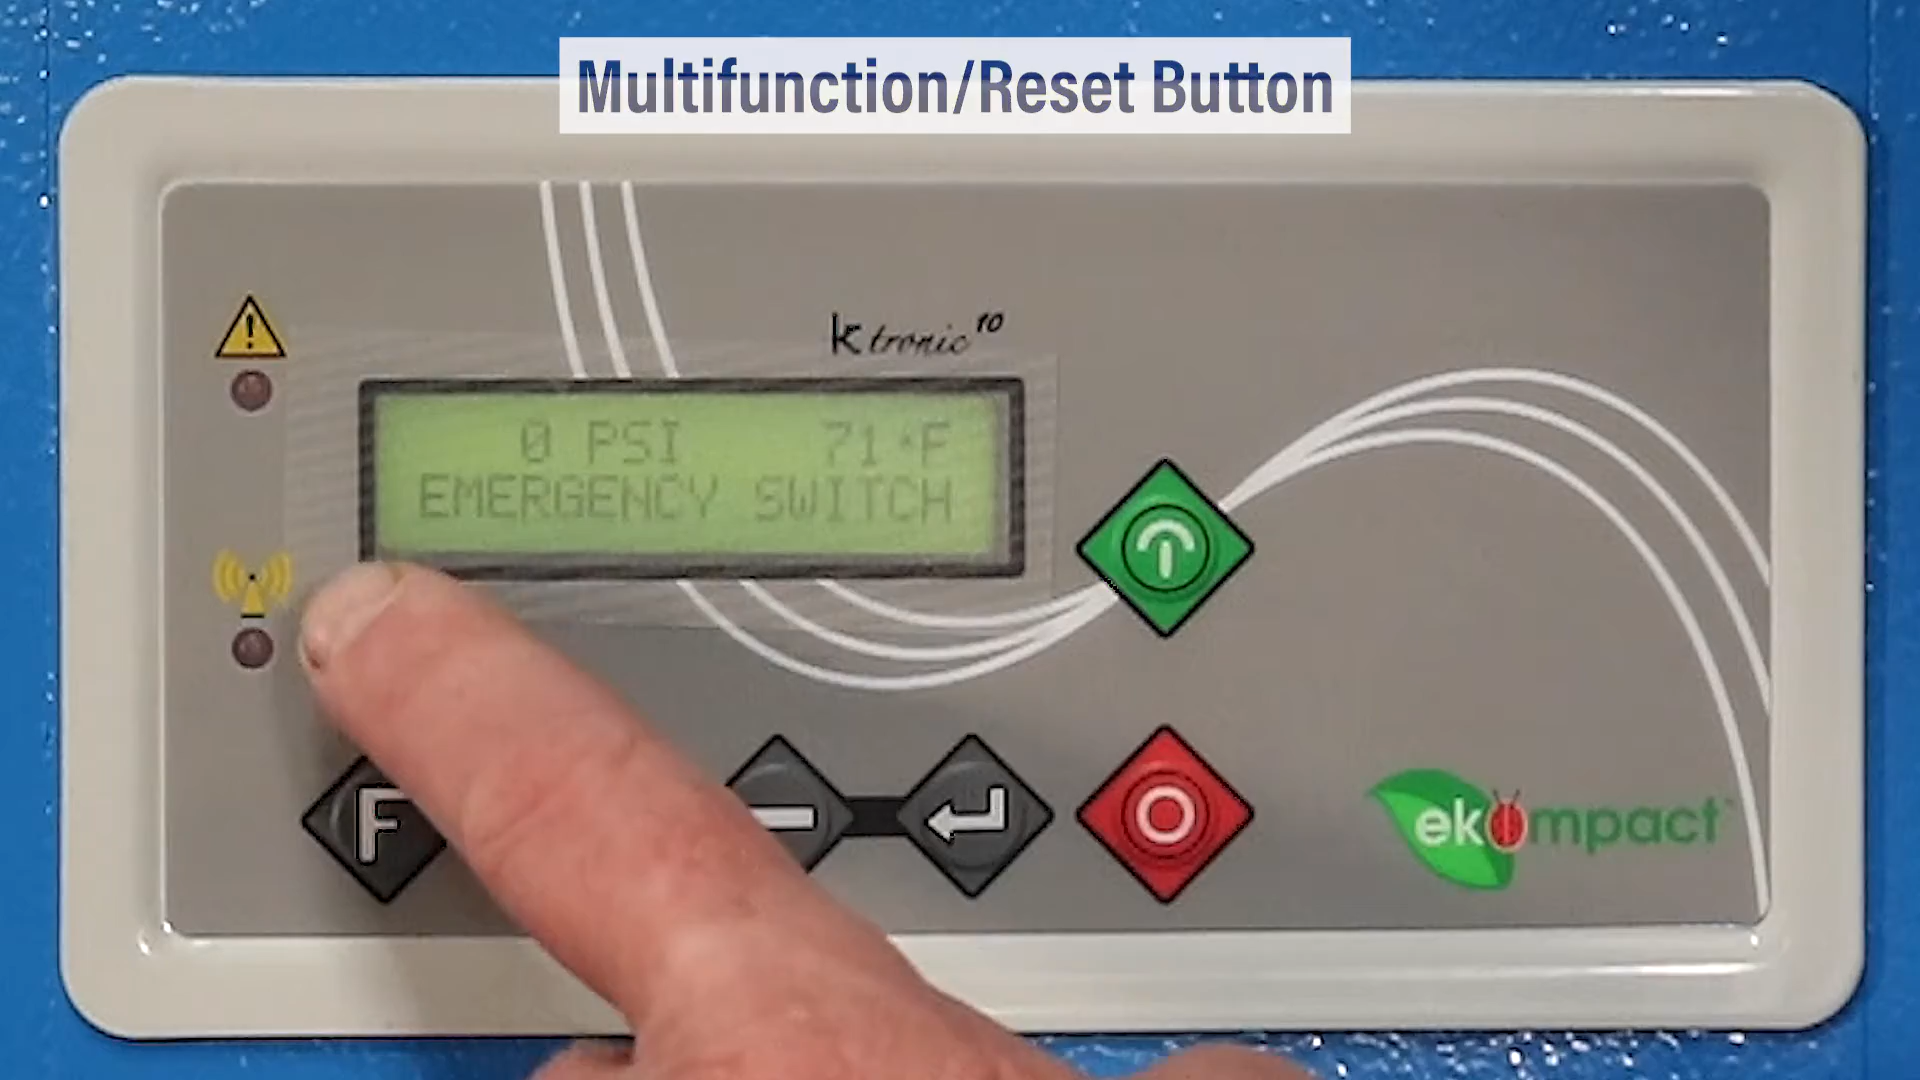 Multifunction/Reset Button
Ktronic 10
0 PSI 71°F
EMERGENCY SWITCH
F
ekompact